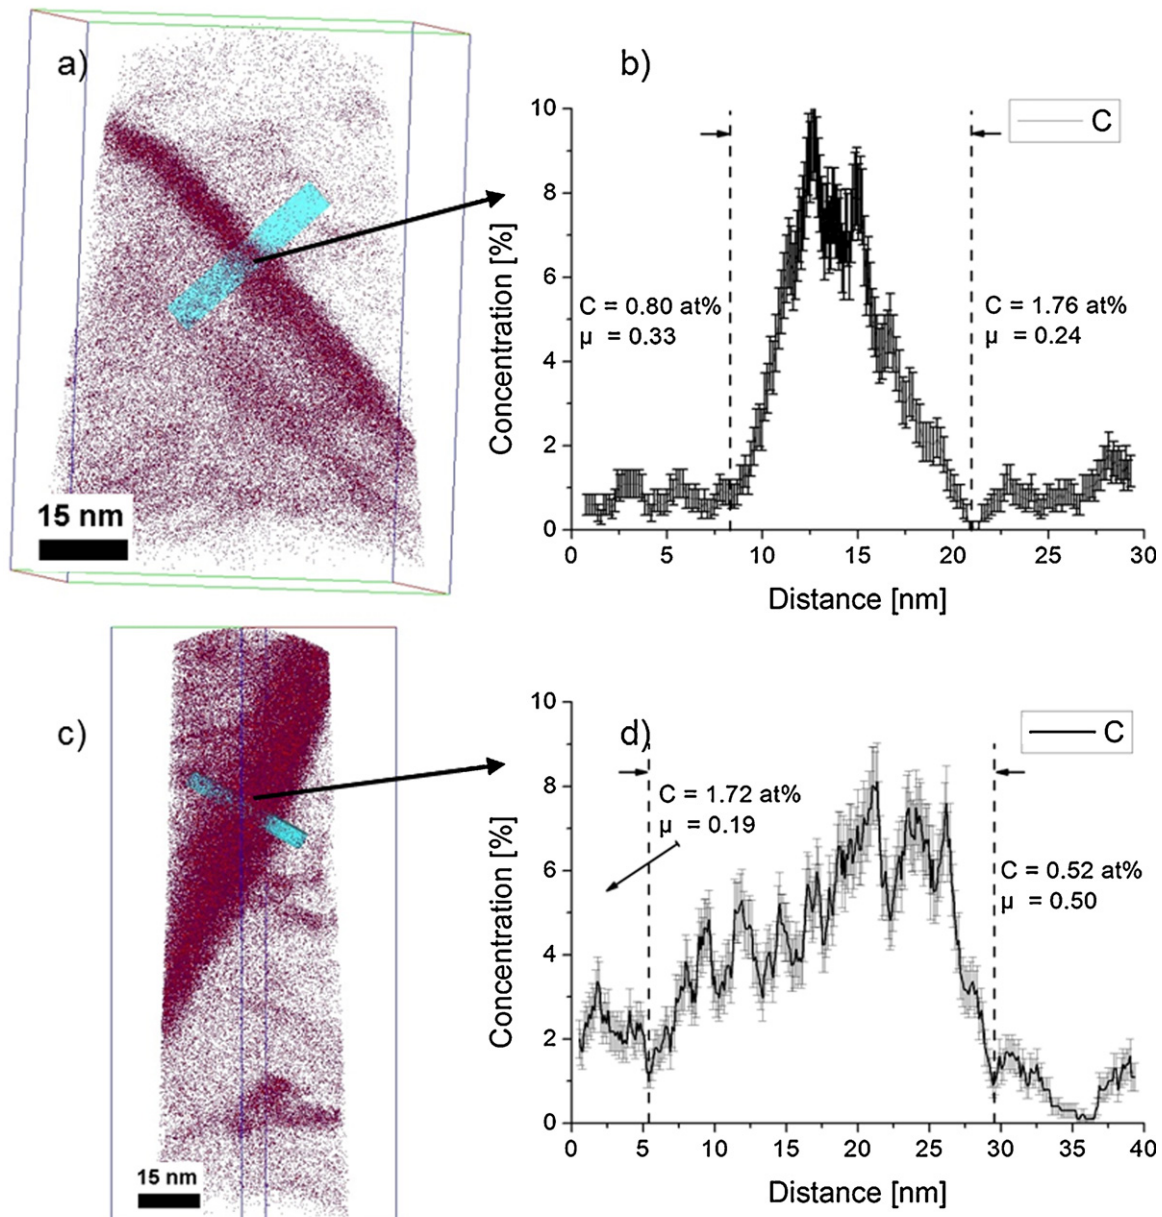 a)
15 nm
b)
C
10
8
6
4
2
0
Concentration [%]
C = 0.80 at%
μ = 0.33
C = 1.76 at%
μ = 0.24
0 5 10 15 20 25 30
Distance [nm]
c)
15 nm
d)
C
10
8
6
4
2
0
Concentration [%]
C = 1.72 at%
μ = 0.19
C = 0.52 at%
μ = 0.50
0 5 10 15 20 25 30 35 40
Distance [nm]